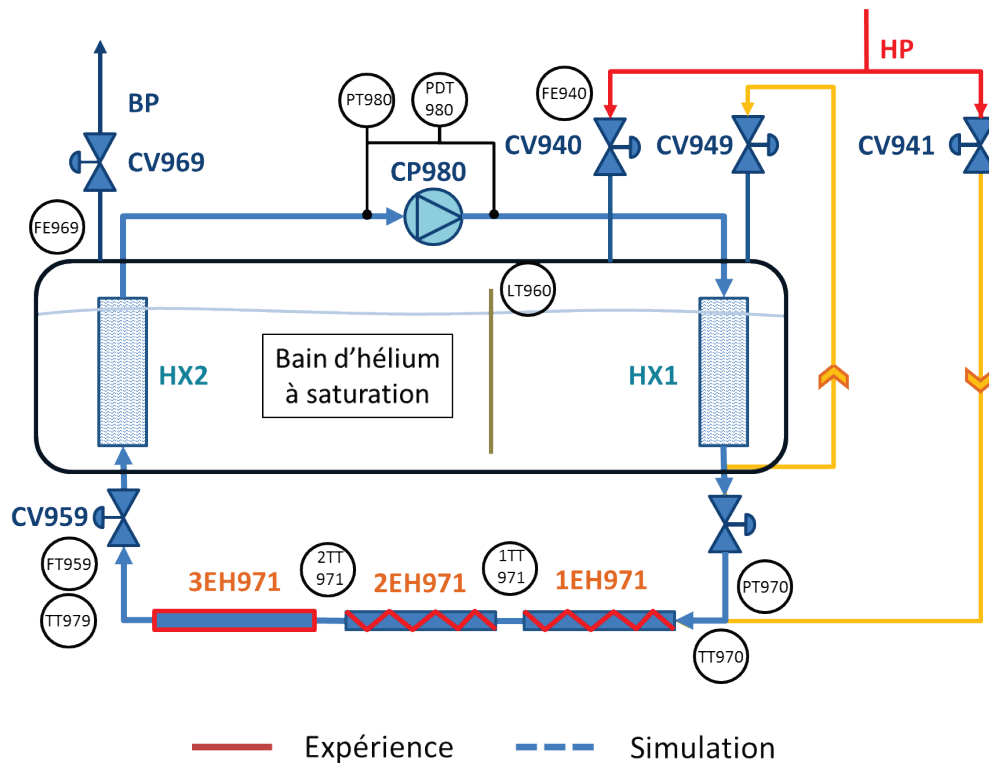 HP
BP
PT980
PDT
980
FE940
CV969
CP980
CV940
CV949
CV941
FE969
LT960
HX2
Bain d’hélium
à saturation
HX1
CV959
FT959
2TT
971
1TT
971
3EH971
2EH971
1EH971
PT970
TT979
TT970
Expérience
Simulation